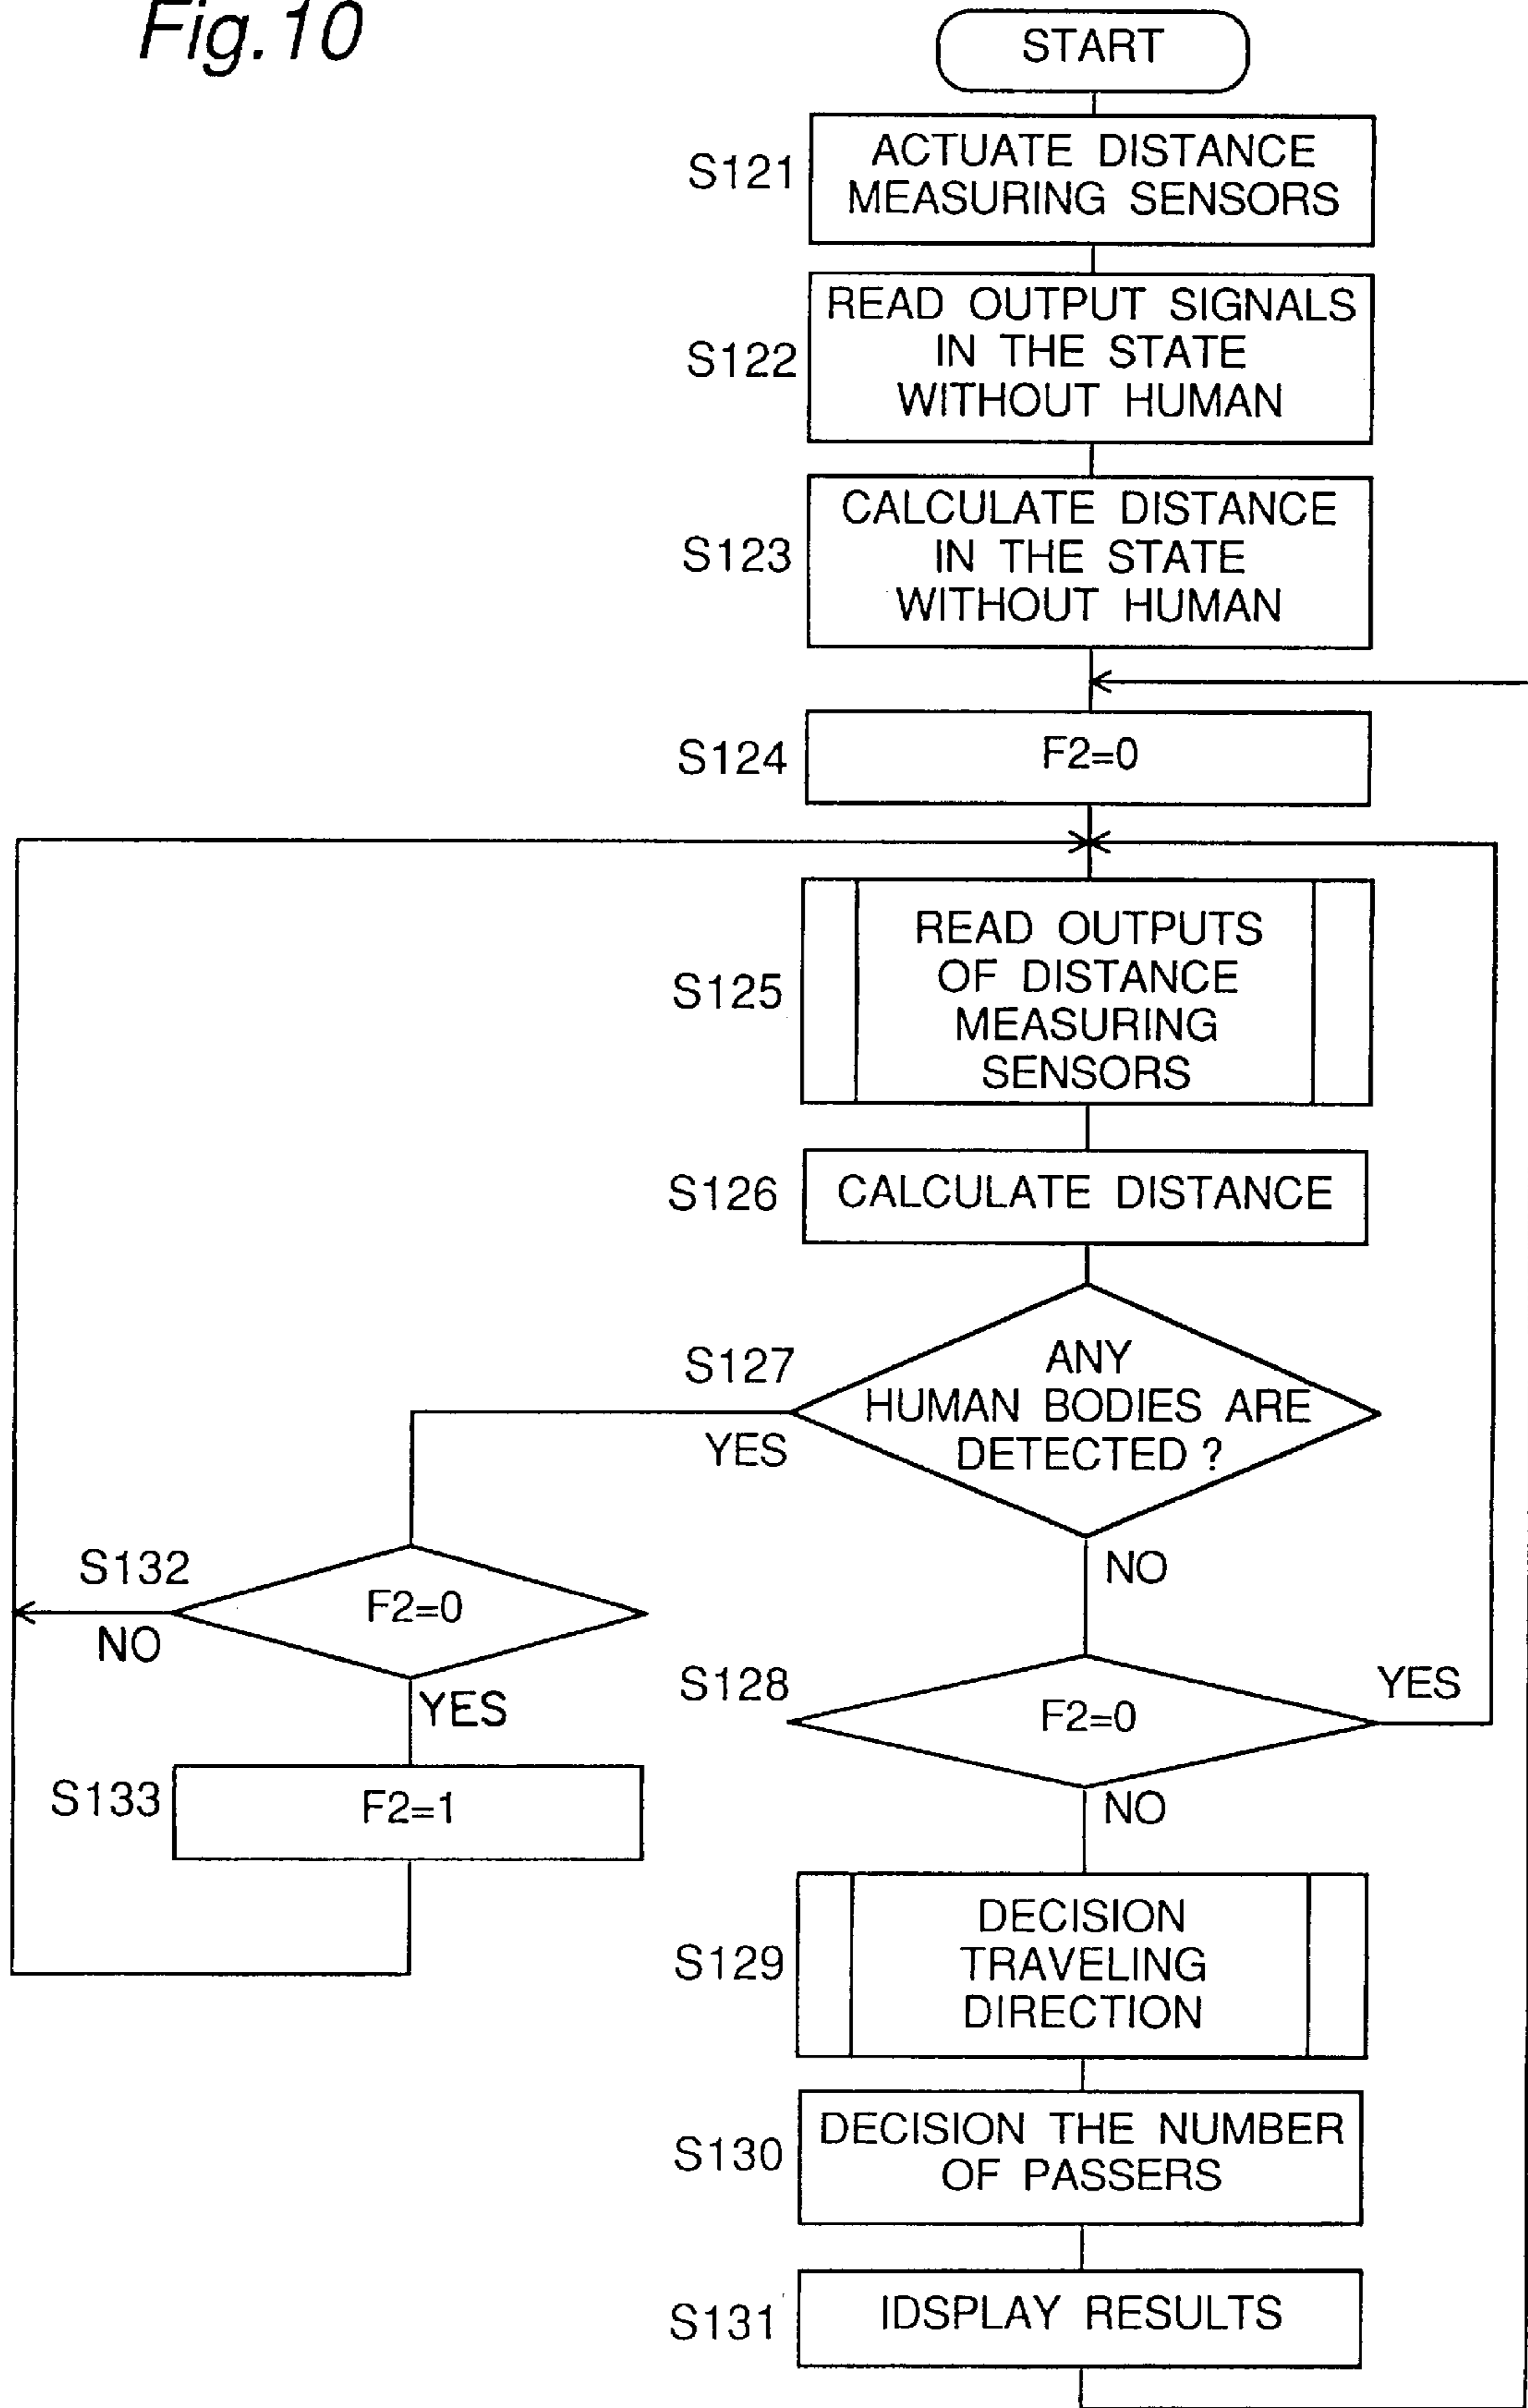 Fig.10
START
S121
ACTUATE DISTANCE
MEASURING SENSORS
S122
READ OUTPUT SIGNALS
IN THE STATE
WITHOUT HUMAN
S123
CALCULATE DISTANCE
IN THE STATE
WITHOUT HUMAN
S124
F2=0
S125
READ OUTPUTS
OF DISTANCE
MEASURING
SENSORS
S126
CALCULATE DISTANCE
S127
ANY
HUMAN BODIES ARE
DETECTED ?
YES
NO
S132
F2=0
NO
YES
S133
F2=1
S128
F2=0
YES
NO
S129
DECISION
TRAVELING
DIRECTION
S130
DECISION THE NUMBER
OF PASSERS
S131
IDSPLAY RESULTS